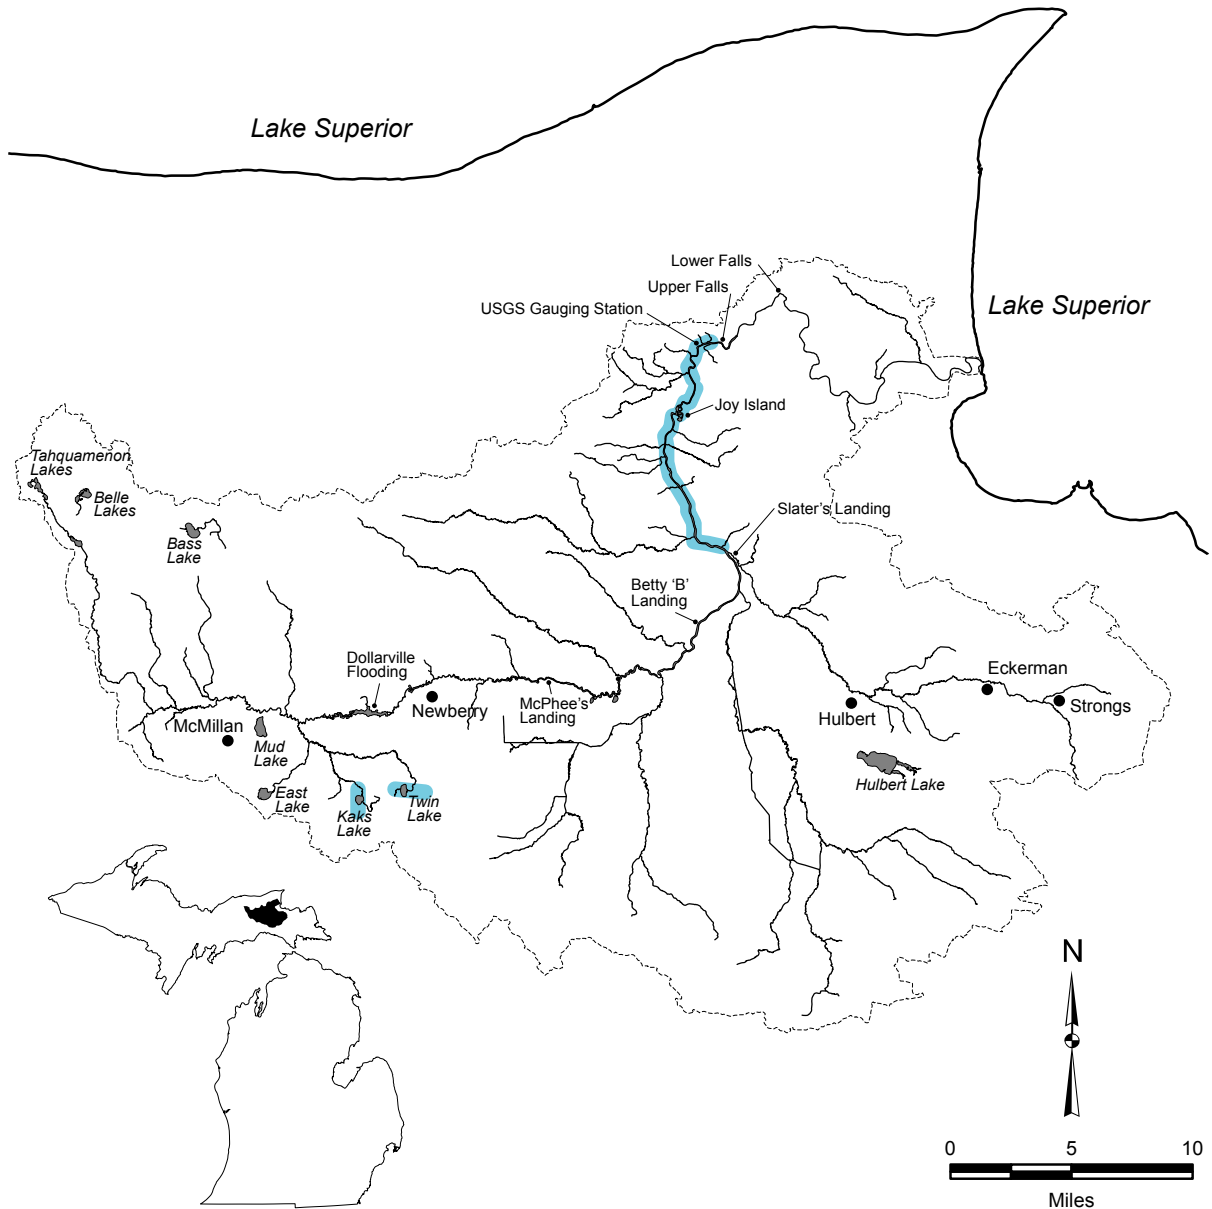 Lake Superior
Lower Falls
Upper Falls
USGS Gauging Station
Lake Superior
Joy Island
Tahquamenon
Lakes
Belle
Lakes
Bass
Lake
Slater's Landing
Betty 'B'
Landing
Dollarville
Flooding
Newberry
McPhee's
Landing
Eckerman
Strongs
Hulbert
McMillan
Mud
Lake
Hulbert Lake
East
Lake
Kaks
Lake
Twin
Lake
N
0 5 10
Miles